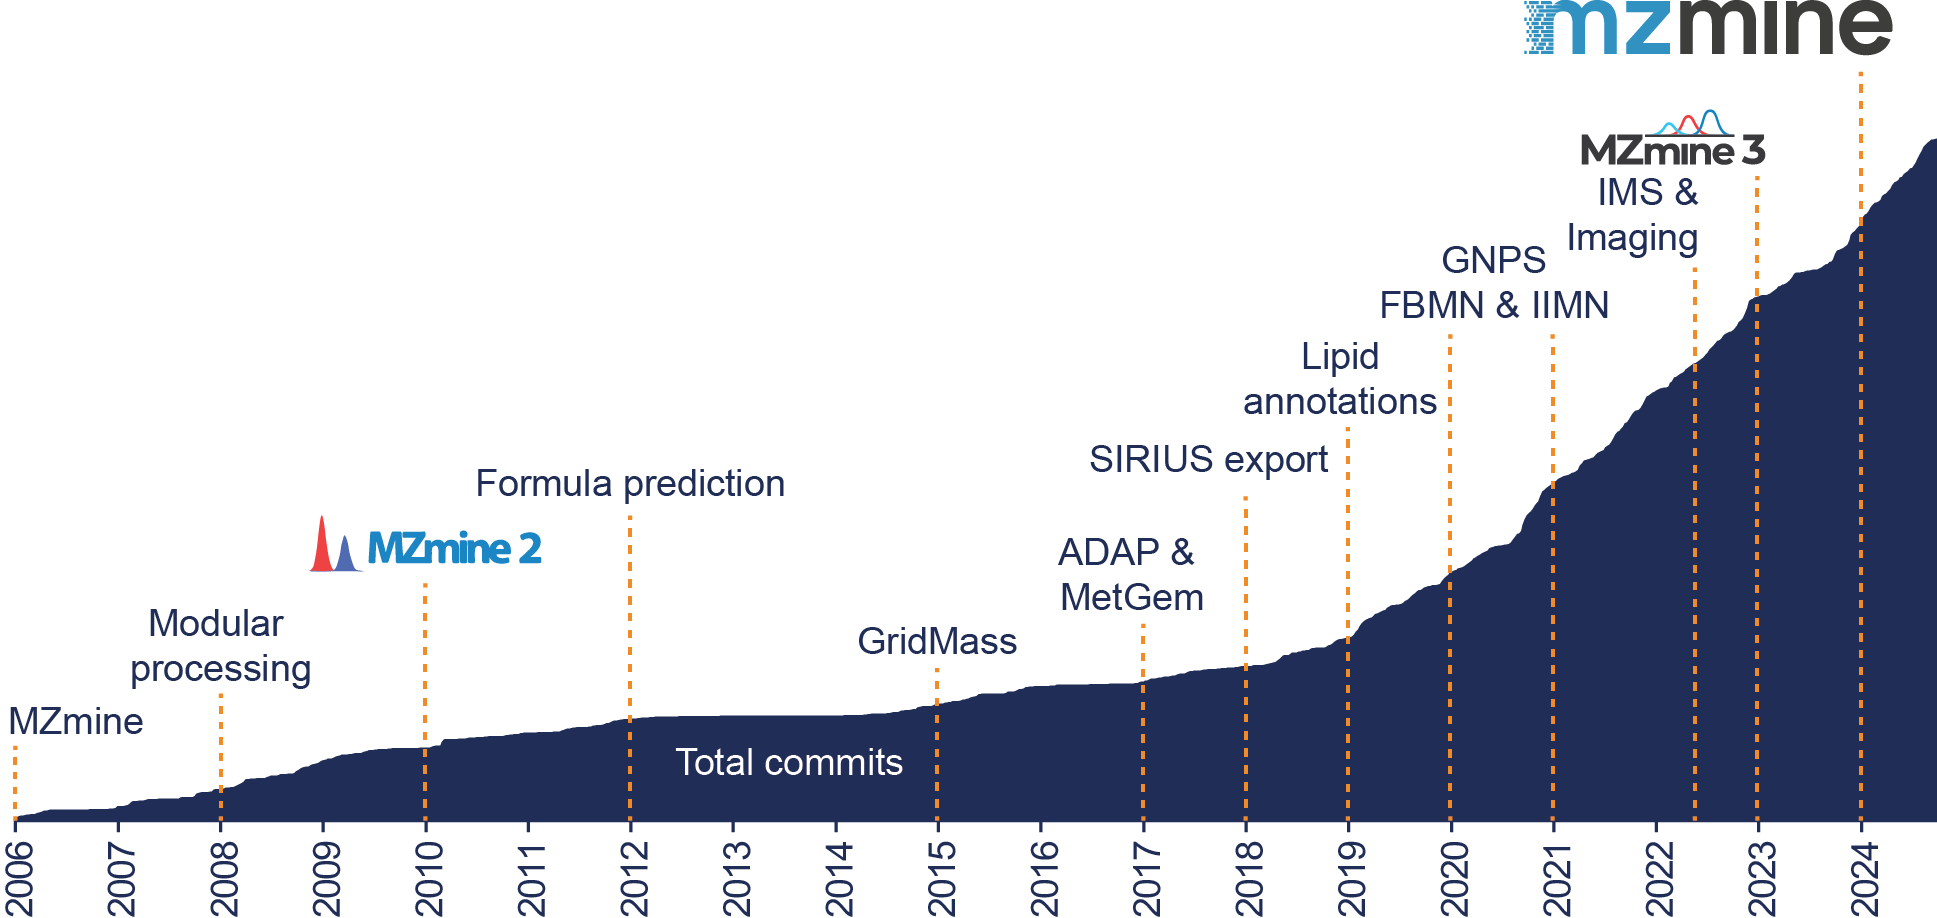 mzmine
MZmine 3
IMS &
Imaging
GNPS
FBMN & IIMN
Lipid
annotations
SIRIUS export
Formula prediction
MZmine 2
ADAP &
MetGem
Modular
processing
GridMass
MZmine
Total commits
2006
2007
2008
2009
2010
2011
2012
2013
2014
2015
2016
2017
2018
2019
2020
2021
2022
2023
2024